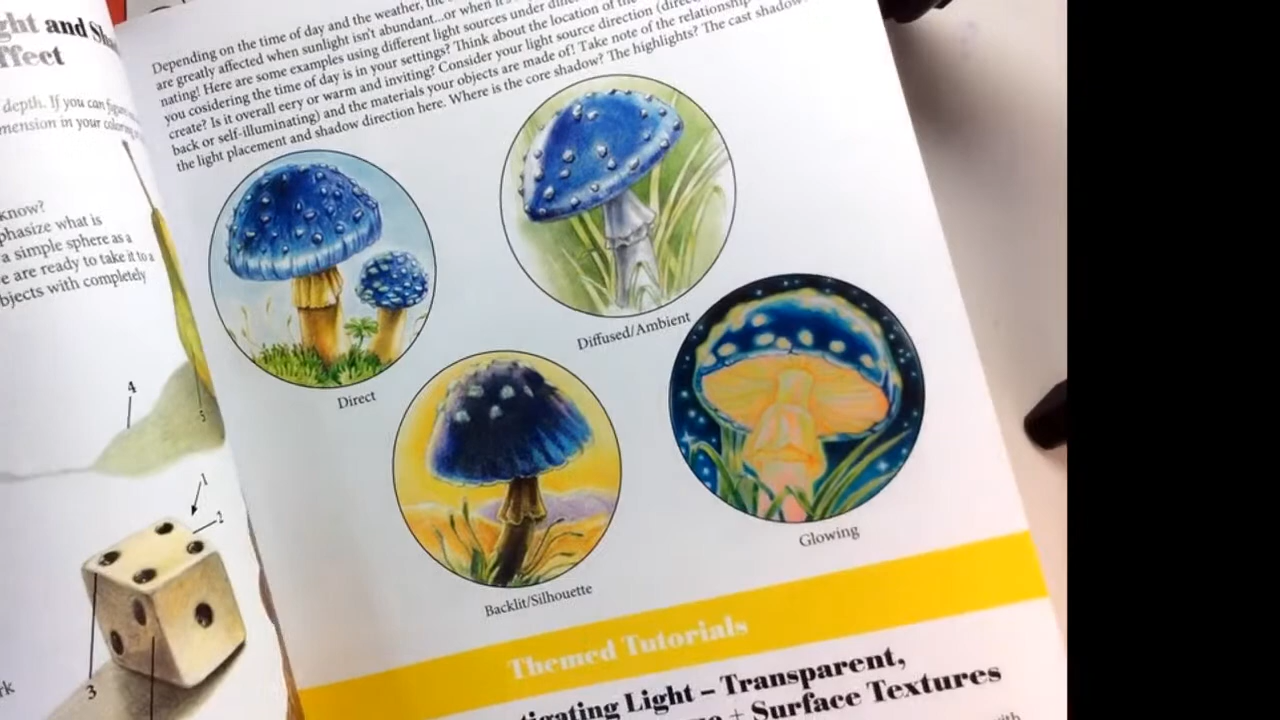 ght and Sh
ffect
depth. If you can figu
mension in your coloring
know?
phasize what is
a simple sphere as a
e are ready to take it to a
bjects with completely
4
5
1
2
3
rk
Depending on the time of day and the weather, the
are greatly affected when sunlight isn't abundant...or when it's
nating! Here are some examples using different light sources under
you cosidering the time of day is in your settings? Think about the location of the
create? Is it overall eery or warm and inviting? Consider your light source direction (direct,
back or self-illuminating) and the materials your objects are made of! Take note of the relationship
the light placement and shadow direction here. Where is the core shadow? The highlights? The cast shadow
Direct
Diffused/Ambient
Backlit/Silhouette
Glowing
Themed Tutorials
tigating Light – Transparent,
+ Surface Textures
with